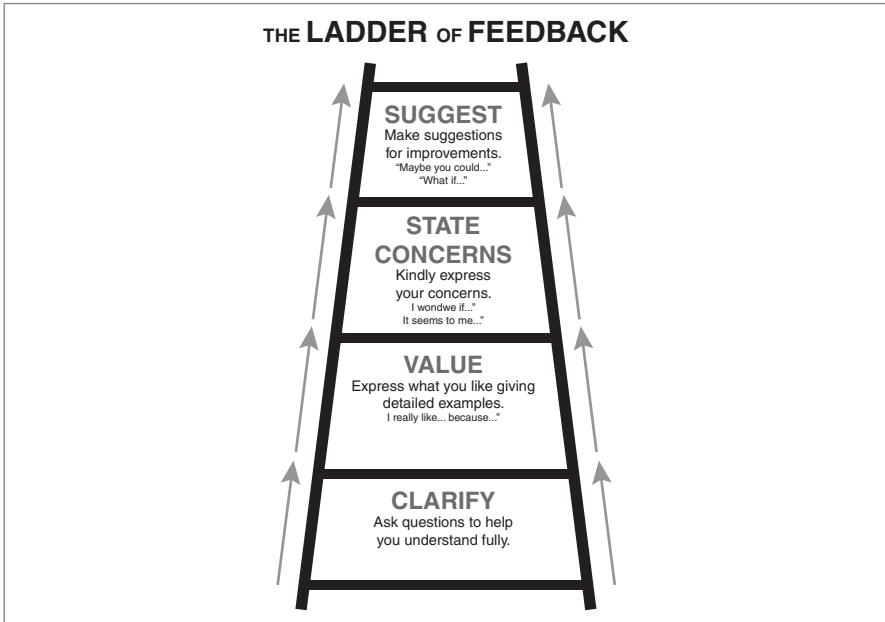 THE LADDER OF FEEDBACK
SUGGEST
Make suggestions
for improvements.
“Maybe you could...”
“What if...”
STATE
CONCERNS
Kindly express
your concerns.
I wondwe if...”
It seems to me...”
VALUE
Express what you like giving
detailed examples.
I really like... because...”
CLARIFY
Ask questions to help
you understand fully.